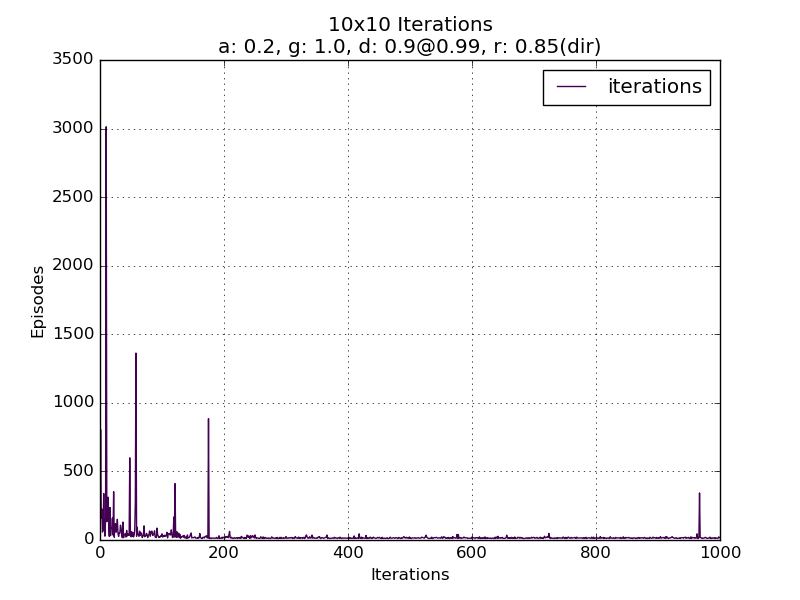 10x10 Iterations
a: 0.2, g: 1.0, d: 0.9@0.99, r: 0.85(dir)
iterations
3500
3000
2500
2000
1500
1000
500
0
Episodes
0 200 400 600 800 1000
Iterations